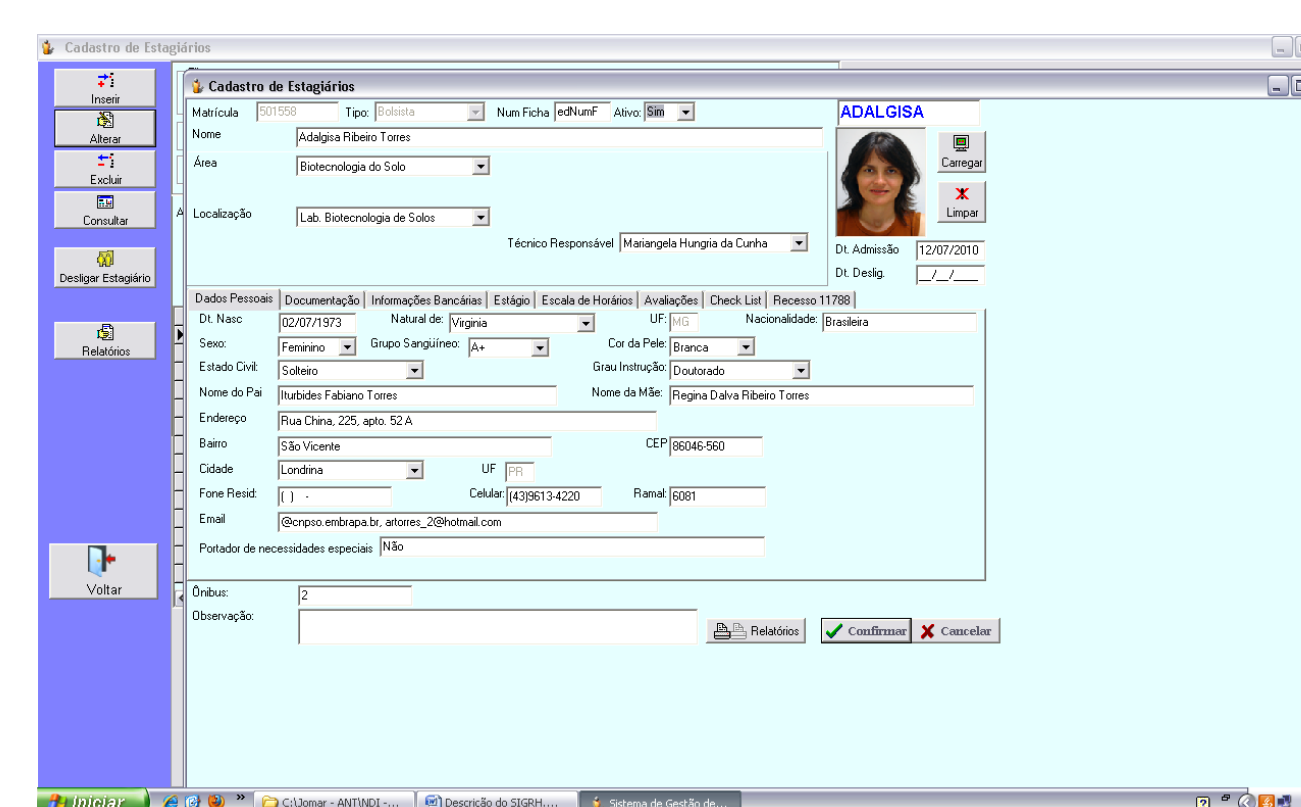 Cadastro de Estagiários
Cadastro de Estagiários
Inserir
Alterar
Excluir
Consultar
Desligar Estagiário
Relatórios
Voltar
Matrícula 501558 Tipo: Bolsista Num Ficha edNumF Ativo: Sim
ADALGISA
Nome Adalgisa Ribeiro Torres
Carregar
Área Biotecnologia do Solo
Limpar
Localização Lab. Biotecnologia de Solos
Técnico Responsável Mariangela Hungria da Cunha
Dt. Admissão 12/07/2010
Dt. Deslig. __/__/____
Dados Pessoais Documentação Informações Bancárias Estágio Escala de Horários Avaliações Check List Recesso 11788
Dt. Nasc 02/07/1973 Natural de: Virginia UF: MG Nacionalidade: Brasileira
Sexo: Feminino Grupo Sangüíneo: A+ Cor da Pele: Branca
Estado Civil: Solteiro Grau Instrução: Doutorado
Nome do Pai Iturbides Fabiano Torres Nome da Mãe: Regina Dalva Ribeiro Torres
Endereço Rua China, 225, apto. 52 A
Bairro São Vicente CEP 86046-560
Cidade Londrina UF PR
Fone Resid: ( ) - Celular: (43)9613-4220 Ramal: 6081
Email @cnpso.embrapa.br, artorres_2@hotmail.com
Portador de necessidades especiais Não
Ônibus: 2
Observação:
Relatórios Confirmar Cancelar
Iniciar » C:\Jomar - ANT\NDI -... Descrição do SIGRH.... Sistema de Gestão de...